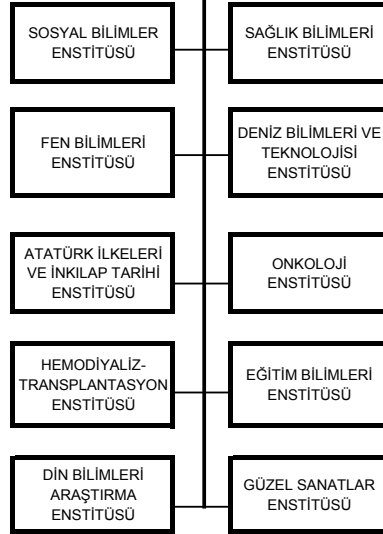 SOSYAL BİLİMLER
ENSTİTÜSÜ
SAĞLIK BİLİMLERİ
ENSTİTÜSÜ
FEN BİLİMLERİ
ENSTİTÜSÜ
DENİZ BİLİMLERİ VE
TEKNOLOJİSİ
ENSTİTÜSÜ
ATATÜRK İLKELERİ
VE İNKILAP TARİHİ
ENSTİTÜSÜ
ONKOLOJİ
ENSTİTÜSÜ
HEMODİYALİZ-
TRANSPLANTASYON
ENSTİTÜSÜ
EĞİTİM BİLİMLERİ
ENSTİTÜSÜ
DİN BİLİMLERİ
ARAŞTIRMA
ENSTİTÜSÜ
GÜZEL SANATLAR
ENSTİTÜSÜ